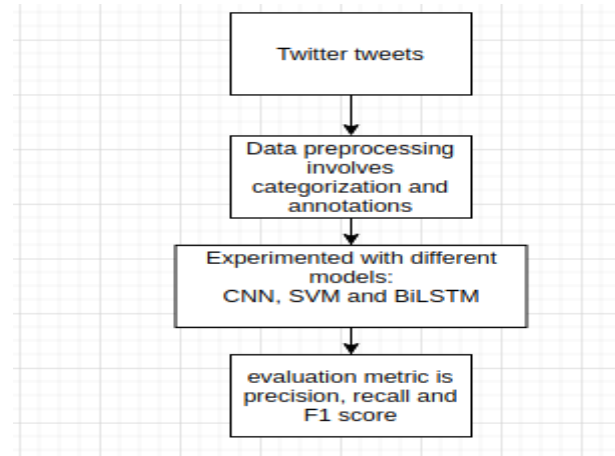 Twitter tweets
Data preprocessing
involves
categorization and
annotations
Experimented with different
models:
CNN, SVM and BiLSTM
evaluation metric is
precision, recall and
F1 score